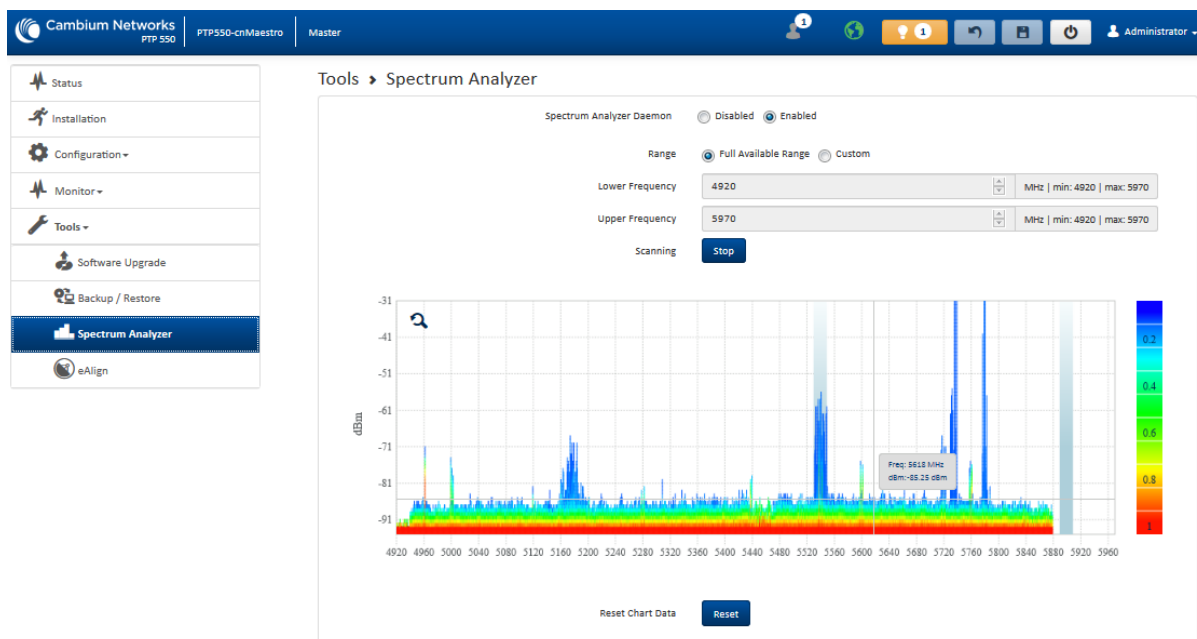 Cambium Networks
PTP 550
PTP550-cnMaestro
Master
1
1
Administrator
Status
Installation
Configuration
Monitor
Tools
Software Upgrade
Backup / Restore
Spectrum Analyzer
eAlign
Tools > Spectrum Analyzer
Spectrum Analyzer Daemon Disabled Enabled
Range Full Available Range Custom
Lower Frequency 4920 MHz | min: 4920 | max: 5970
Upper Frequency 5970 MHz | min: 4920 | max: 5970
Scanning Stop
-31
-41
-51
-61
-71
-81
-91
dBm
Freq: 5618 MHz
dBm:-85.25 dBm
0.2
0.4
0.6
0.8
1
4920 4960 5000 5040 5080 5120 5160 5200 5240 5280 5320 5360 5400 5440 5480 5520 5560 5600 5640 5680 5720 5760 5800 5840 5880 5920 5960
Reset Chart Data Reset